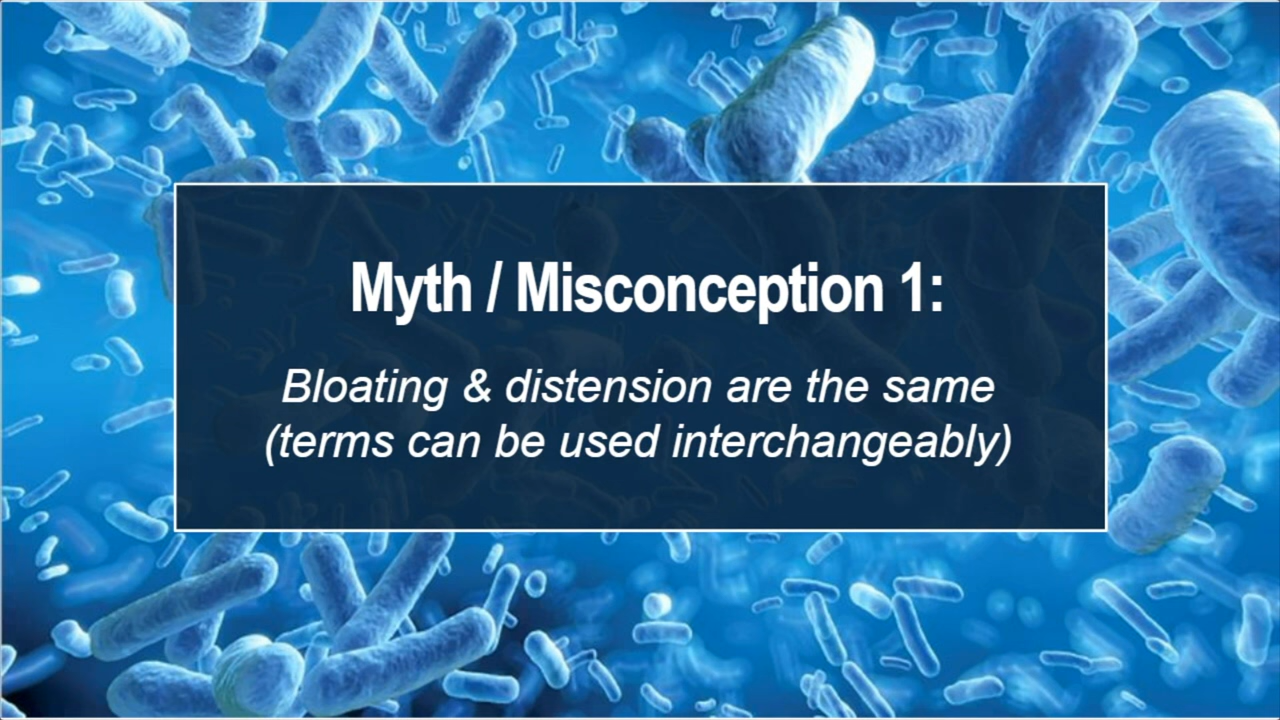 Myth / Misconception 1:
Bloating & distension are the same
(terms can be used interchangeably)